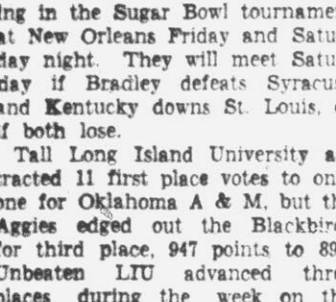 ing in the Sugar Bowl tourname
at New Orleans Friday and Satu
day night. They will meet Satu
day if Bradley defeats Syracu
and Kentucky downs St. Louis,
if both lose.
Tall Long Island University a
tracted 11 first place votes to on
one for Oklahoma A & M, but th
Aggies edged out the Blackbir
for third place, 947 points to 89
Unbeaten LIU advanced thr
places during the week on th